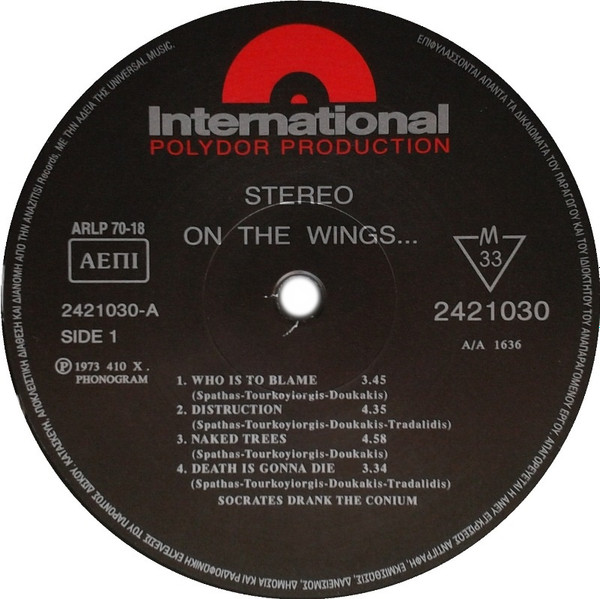 International
POLYDOR PRODUCTION
STEREO
ON THE WINGS...
ARLP 70-18
ΑΕΠΙ
2421030-A
SIDE 1
℗ 1973 410 X.
PHONOGRAM
M
33
2421030
A/A 1636
1. WHO IS TO BLAME 3.45
(Spathas-Tourkoyiorgis-Doukakis)
2. DISTRUCTION 4.35
(Spathas-Tourkoyiorgis-Doukakis-Tradalidis)
3. NAKED TREES 4.58
(Spathas-Tourkoyiorgis-Doukakis)
4. DEATH IS GONNA DIE 3.34
(Spathas-Tourkoyiorgis-Doukakis-Tradalidis)
SOCRATES DRANK THE CONIUM
ΕΠΙΦΥΛΑΣΣΟΝΤΑΙ ΑΠΑΝΤΑ ΤΑ ΔΙΚΑΙΩΜΑΤΑ ΤΟΥ ΠΑΡΑΓΩΓΟΥ ΚΑΙ ΤΟΥ ΙΔΙΟΚΤΗΤΟΥ ΤΟΥ ΑΝΑΠΑΡΑΓΟΜΕΝΟΥ ΕΡΓΟΥ. ΑΠΑΓΟΡΕΥΕΤΑΙ Η ΑΝΕΥ ΕΓΚΡΙΣΕΩΣ ΑΝΤΙΓΡΑΦΗ, ΕΚΜΙΣΘΩΣΙΣ, ΔΑΝΕΙΣΜΟΣ, ΔΗΜΟΣΙΑ ΚΑΙ ΡΑΔΙΟΦΩΝΙΚΗ ΕΚΤΕΛΕΣΙΣ ΤΟΥ ΠΑΡΟΝΤΟΣ ΔΙΣΚΟΥ. ΚΑΤΑΣΚΕΥΗ, ΑΠΟΚΛΕΙΣΤΙΚΗ ΔΙΑΘΕΣΗ ΚΑΙ ΔΙΑΝΟΜΗ ΑΠΟ ΤΗΝ ANAZITISI Records, ΜΕ ΤΗΝ ΑΔΕΙΑ ΤΗΣ UNIVERSAL MUSIC.